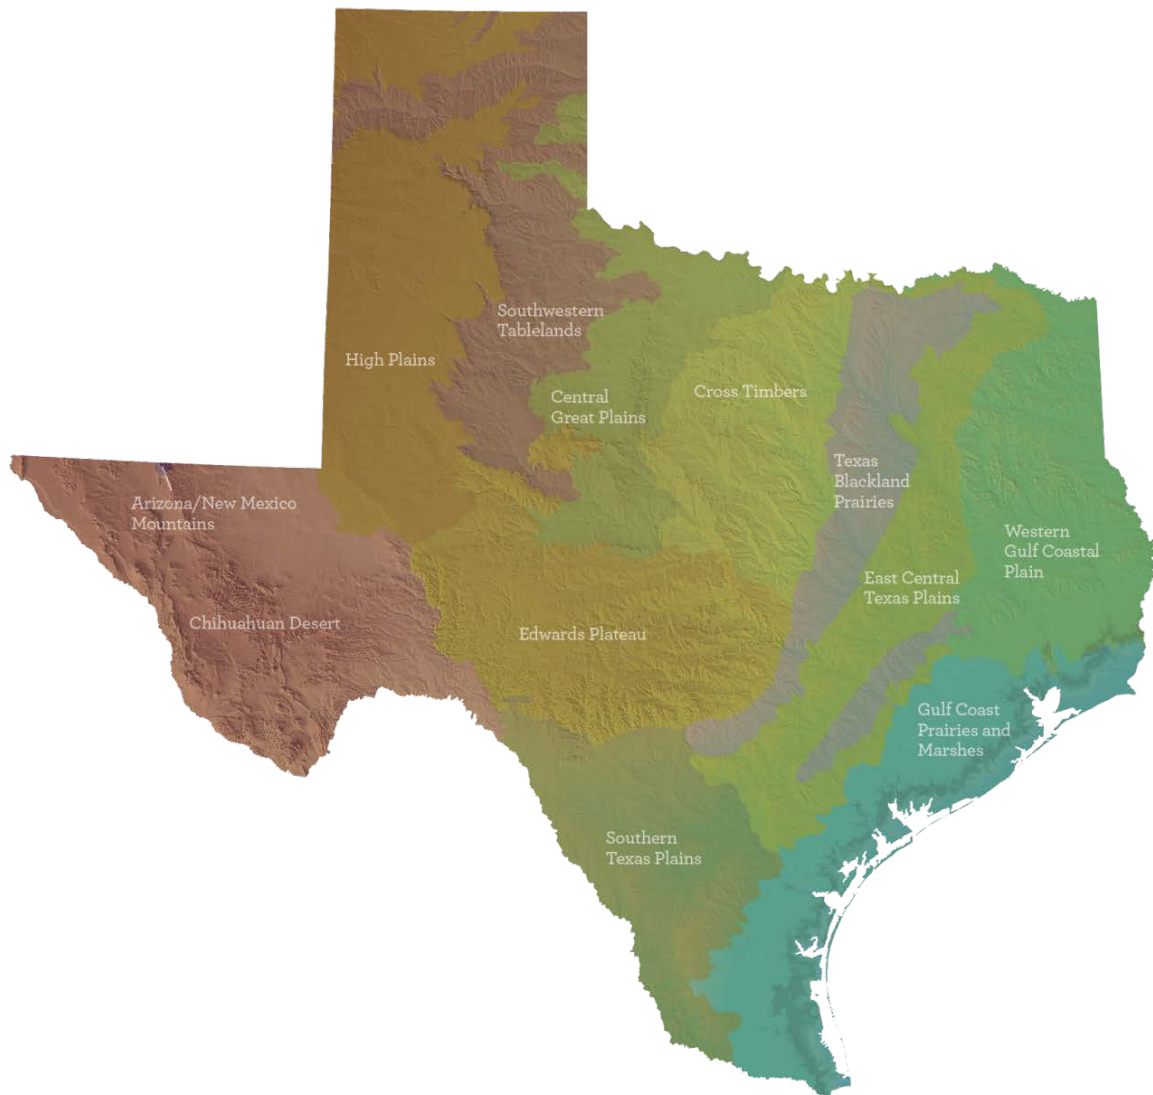 Southwestern
Tablelands
High Plains
Central
Great Plains
Cross Timbers
Texas
Blackland
Prairies
Arizona/New Mexico
Mountains
Western
Gulf Coastal
Plain
East Central
Texas Plains
Chihuahuan Desert
Edwards Plateau
Gulf Coast
Prairies and
Marshes
Southern
Texas Plains